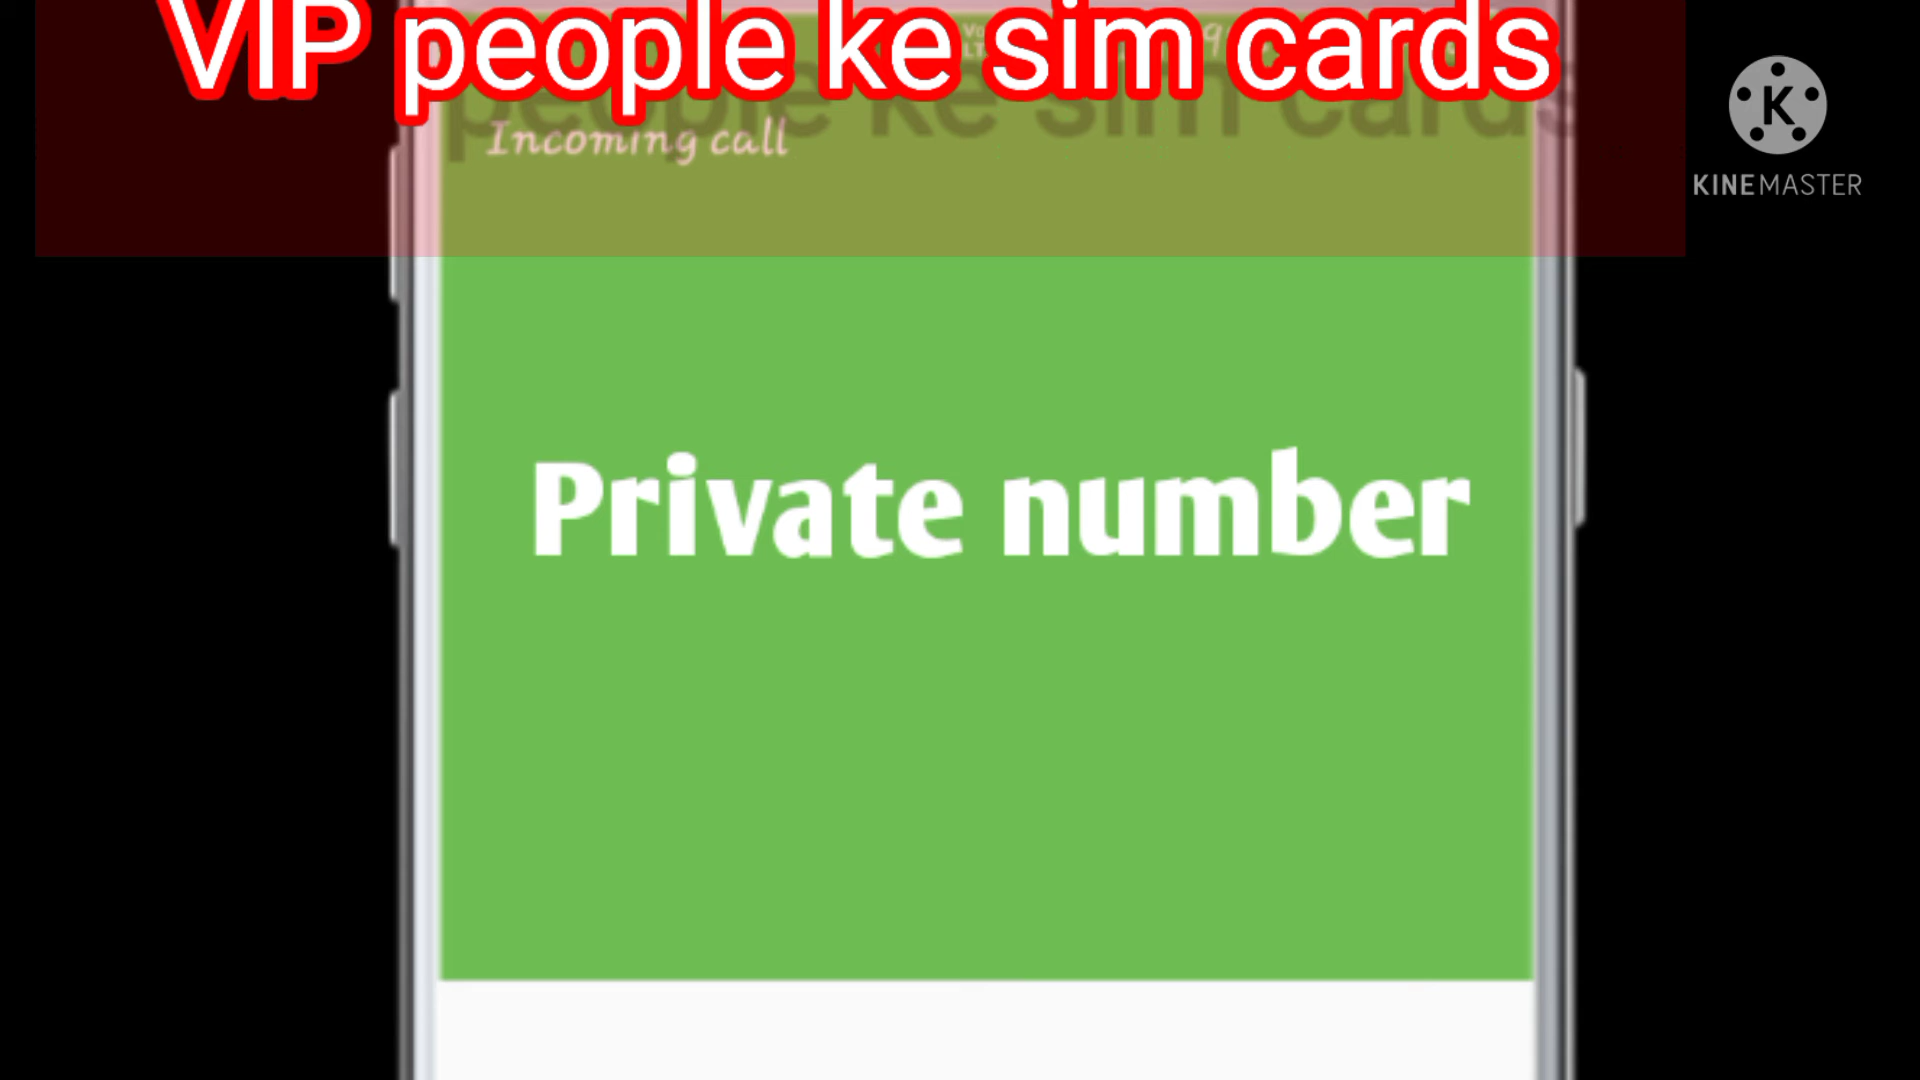 VIP people ke sim cards
Incoming call
K
KINEMASTER
Private number